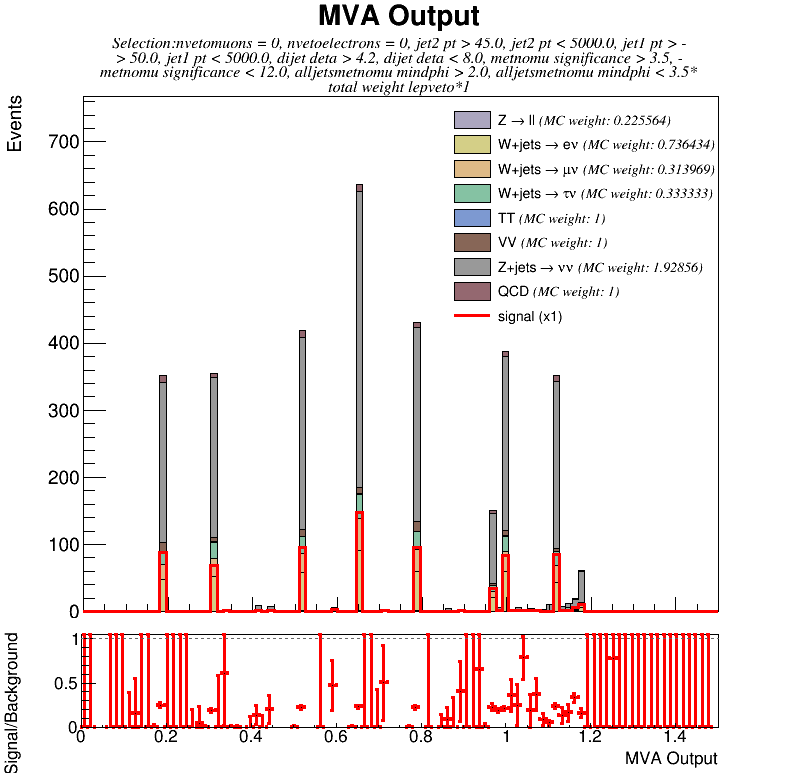 MVA Output
Selection:nvetomuons = 0, nvetoelectrons = 0, jet2 pt > 45.0, jet2 pt < 5000.0, jet1 pt > -
> 50.0, jet1 pt < 5000.0, dijet deta > 4.2, dijet deta < 8.0, metnomu significance > 3.5, -
metnomu significance < 12.0, alljetsmetnomu mindphi > 2.0, alljetsmetnomu mindphi < 3.5*
total weight lepveto*1
Events
700
600
500
400
300
200
100
0
Z → ll (MC weight: 0.225564)
W+jets → eν (MC weight: 0.736434)
W+jets → μν (MC weight: 0.313969)
W+jets → τν (MC weight: 0.333333)
TT (MC weight: 1)
VV (MC weight: 1)
Z+jets → νν (MC weight: 1.92856)
QCD (MC weight: 1)
signal (x1)
Signal/Background
1
0.5
0
0 0.2 0.4 0.6 0.8 1 1.2 1.4
MVA Output